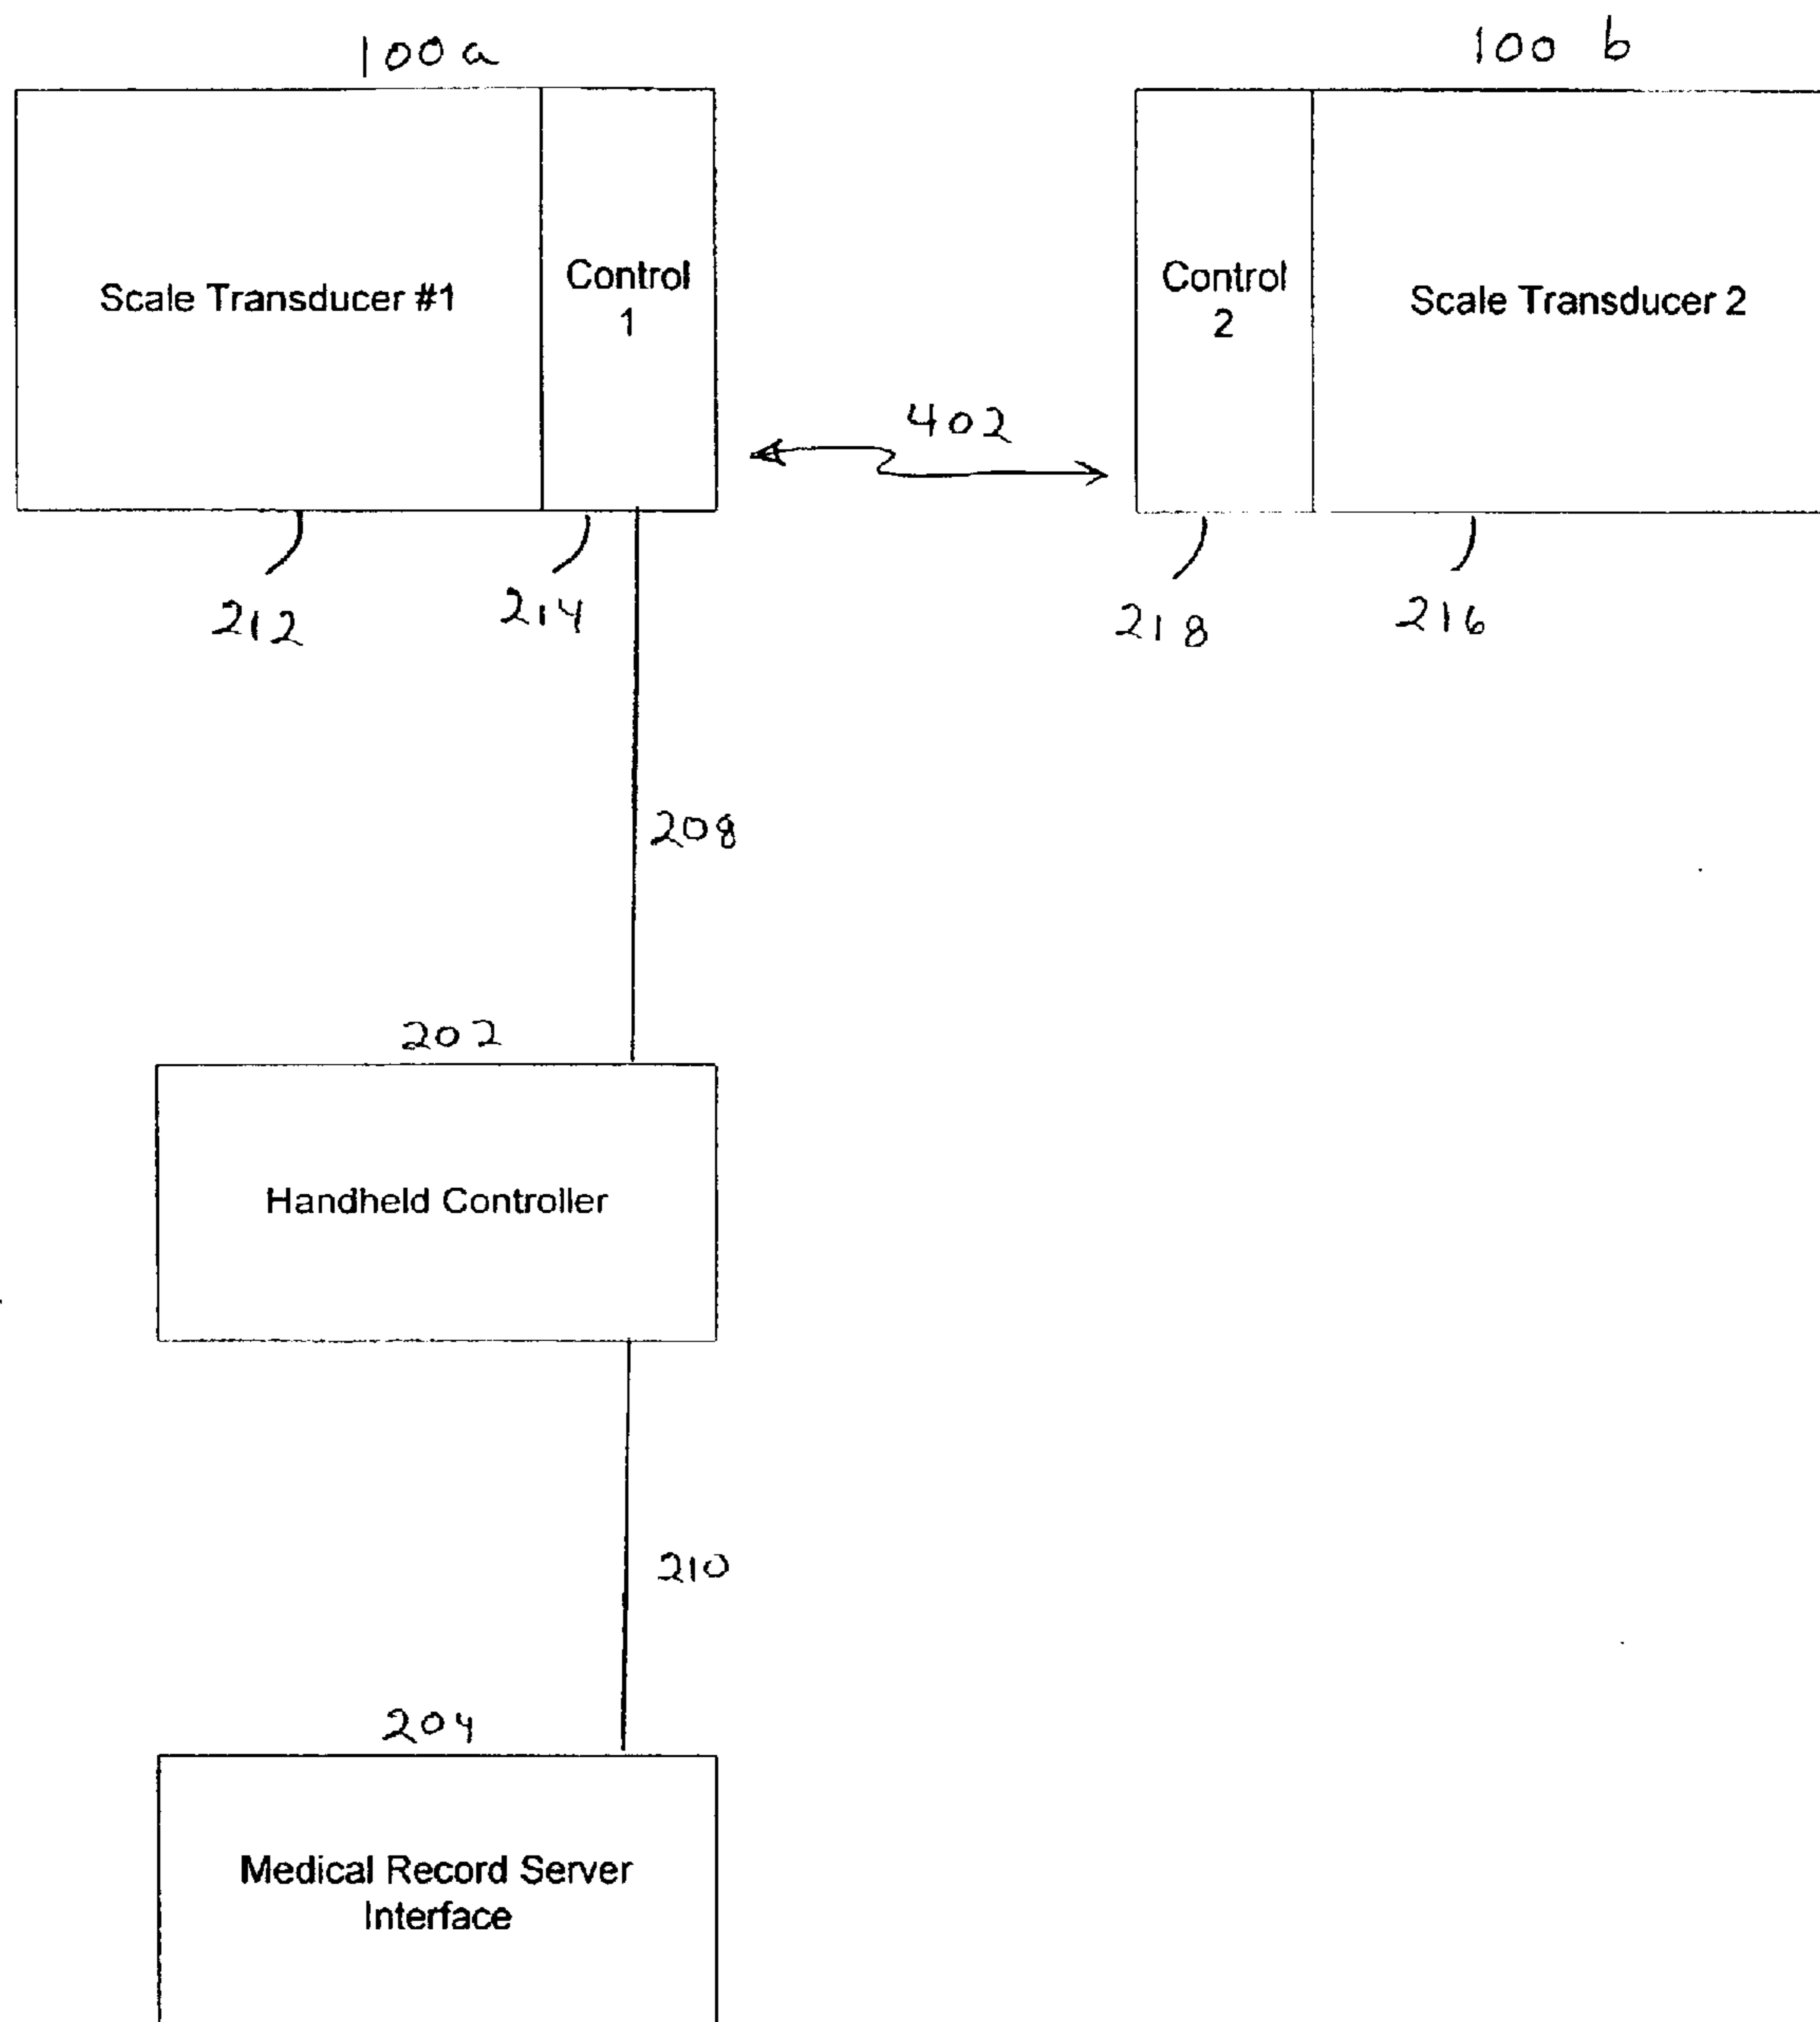 100a
100 b
Scale Transducer #1
Control
1
Control
2
Scale Transducer 2
402
212
214
218
216
208
202
Handheld Controller
210
204
Medical Record Server
Interface